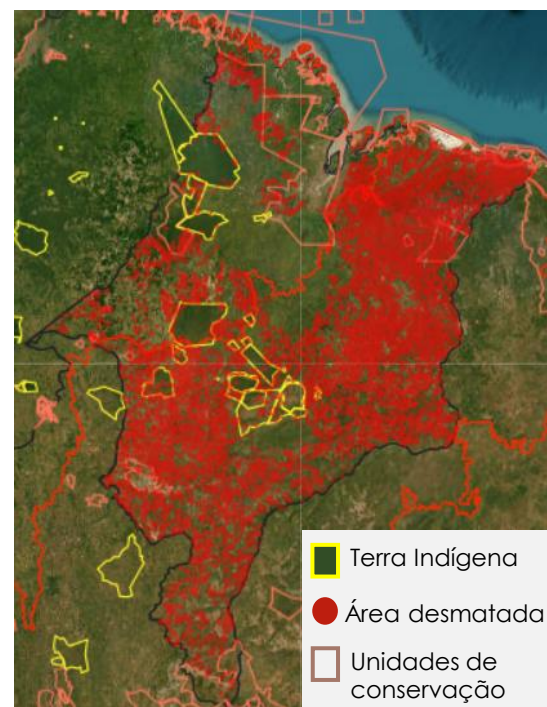 Terra Indígena
Área desmatada
Unidades de
conservação